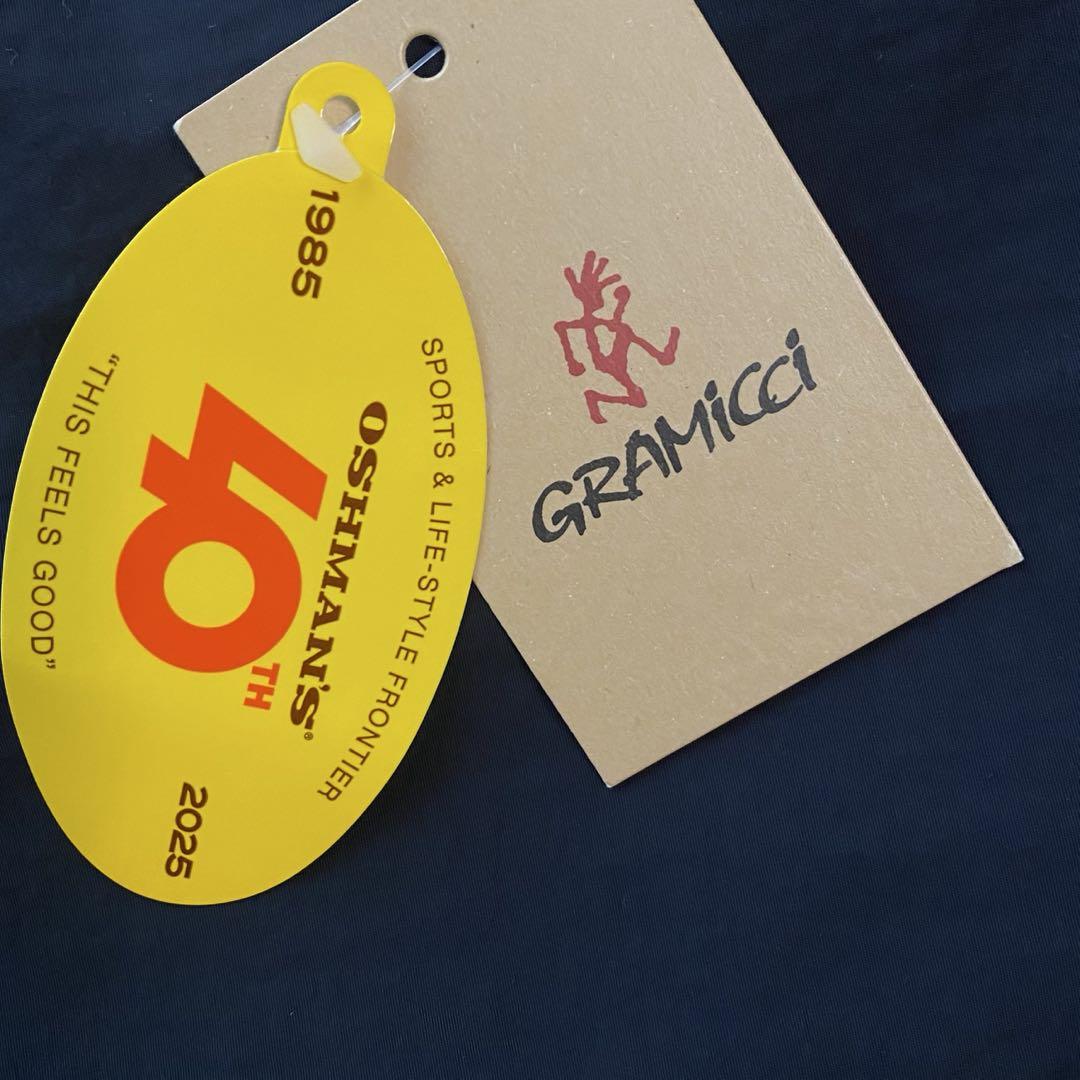 SPORTS & LIFE-STYLE FRONTIER
OSHMAN'S®
1985
40TH
2025
"THIS FEELS GOOD"
GRAMiCCi